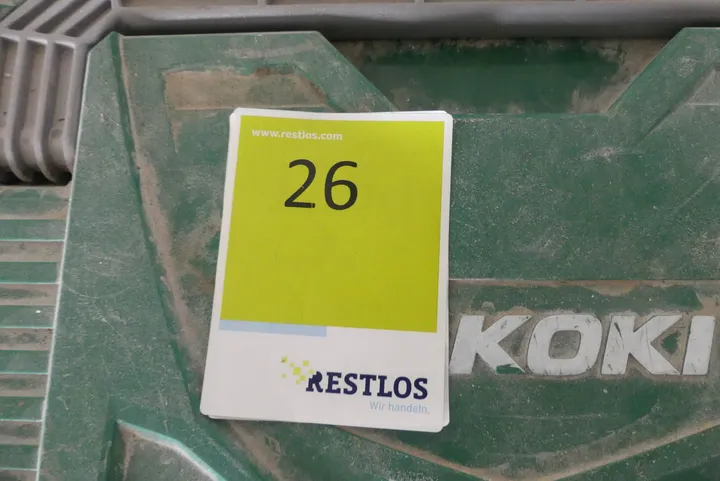 www.restlos.com
26
RESTLOS
Wir handeln.
KOKI